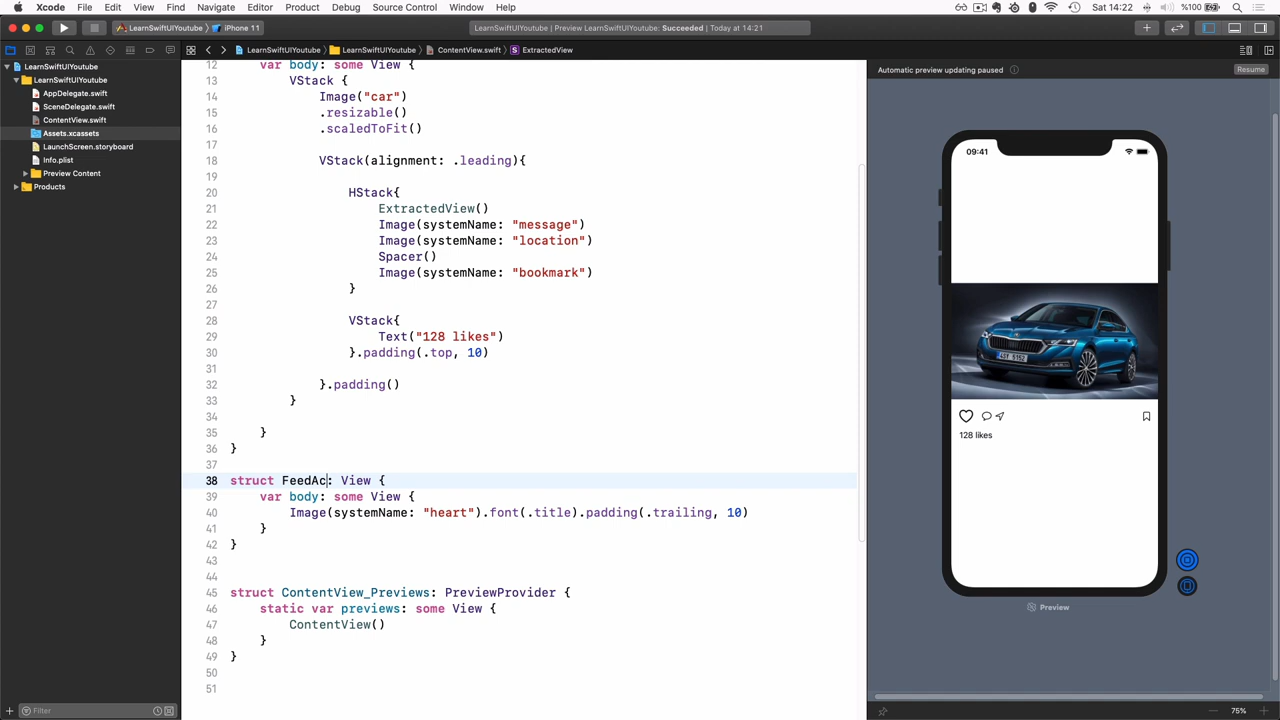 Xcode File Edit View Find Navigate Editor Product Debug Source Control Window Help
Sat 14:22 %100
LearnSwiftUIYoutube iPhone 11
LearnSwiftUIYoutube | Preview LearnSwiftUIYoutube: Succeeded | Today at 14:21
LearnSwiftUIYoutube LearnSwiftUIYoutube ContentView.swift S ExtractedView
LearnSwiftUIYoutube
LearnSwiftUIYoutube
AppDelegate.swift
SceneDelegate.swift
ContentView.swift
Assets.xcassets
LaunchScreen.storyboard
Info.plist
Preview Content
Products
Filter
12 var body: some View {
13 VStack {
14 Image("car")
15 .resizable()
16 .scaledToFit()
17
18 VStack(alignment: .leading){
19
20 HStack{
21 ExtractedView()
22 Image(systemName: "message")
23 Image(systemName: "location")
24 Spacer()
25 Image(systemName: "bookmark")
26 }
27
28 VStack{
29 Text("128 likes")
30 }.padding(.top, 10)
31
32 }.padding()
33 }
34
35 }
36 }
37
38 struct FeedAc: View {
39 var body: some View {
40 Image(systemName: "heart").font(.title).padding(.trailing, 10)
41 }
42 }
43
44
45 struct ContentView_Previews: PreviewProvider {
46 static var previews: some View {
47 ContentView()
48 }
49 }
50
51
Automatic preview updating paused
Resume
09:41
128 likes
Preview
75%